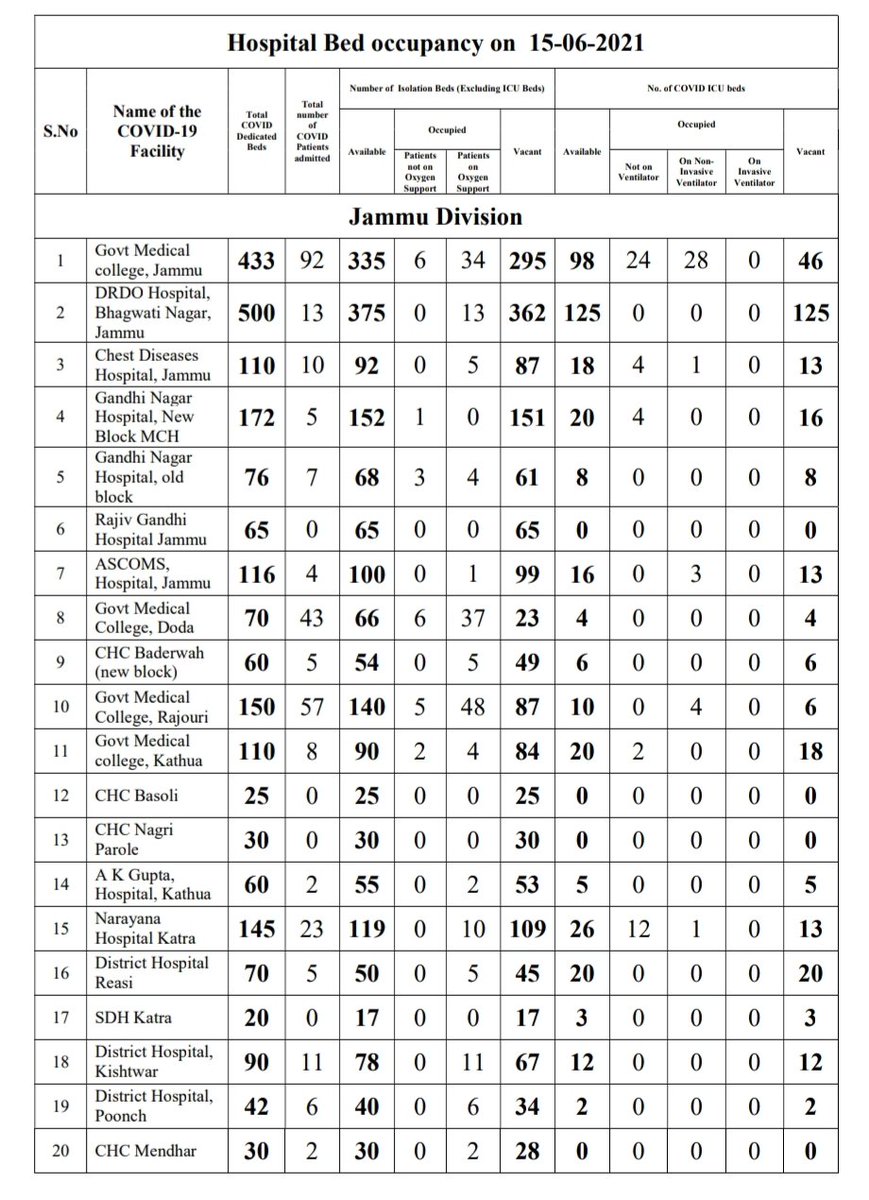 Hospital Bed occupancy on 15-06-2021
S.No
Name of the
COVID-19
Facility
Total
COVID
Dedicated
Beds
Total
number
of
COVID
Patients
admitted
Number of Isolation Beds (Excluding ICU Beds)
Available
Occupied
Patients
not on
Oxygen
Support
Patients
on
Oxygen
Support
Vacant
No. of COVID ICU beds
Available
Occupied
Not on
Ventilator
On Non-
Invasive
Ventilator
On
Invasive
Ventilator
Vacant
Jammu Division
1 Govt Medical
college, Jammu 433 92 335 6 34 295 98 24 28 0 46
DRDO Hospital,
2 Bhagwati Nagar, 500 13 375 0 13 362 125 0 0 0 125
Jammu
3 Chest Diseases
Hospital, Jammu 110 10 92 0 5 87 18 4 1 0 13
Gandhi Nagar
4 Hospital, New 172 5 152 1 0 151 20 4 0 0 16
Block MCH
Gandhi Nagar
5 Hospital, old 76 7 68 3 4 61 8 0 0 0 8
block
6 Rajiv Gandhi
Hospital Jammu 65 0 65 0 0 65 0 0 0 0 0
7 ASCOMS,
Hospital, Jammu 116 4 100 0 1 99 16 0 3 0 13
8 Govt Medical
College, Doda 70 43 66 6 37 23 4 0 0 0 4
9 CHC Baderwah
(new block) 60 5 54 0 5 49 6 0 0 0 6
10 Govt Medical
College, Rajouri 150 57 140 5 48 87 10 0 4 0 6
11 Govt Medical
college, Kathua 110 8 90 2 4 84 20 2 0 0 18
12 CHC Basoli 25 0 25 0 0 25 0 0 0 0 0
13 CHC Nagri
Parole 30 0 30 0 0 30 0 0 0 0 0
14 A K Gupta,
Hospital, Kathua 60 2 55 0 2 53 5 0 0 0 5
15 Narayana
Hospital Katra 145 23 119 0 10 109 26 12 1 0 13
16 District Hospital
Reasi 70 5 50 0 5 45 20 0 0 0 20
17 SDH Katra 20 0 17 0 0 17 3 0 0 0 3
18 District Hospital,
Kishtwar 90 11 78 0 11 67 12 0 0 0 12
19 District Hospital,
Poonch 42 6 40 0 6 34 2 0 0 0 2
20 CHC Mendhar 30 2 30 0 2 28 0 0 0 0 0